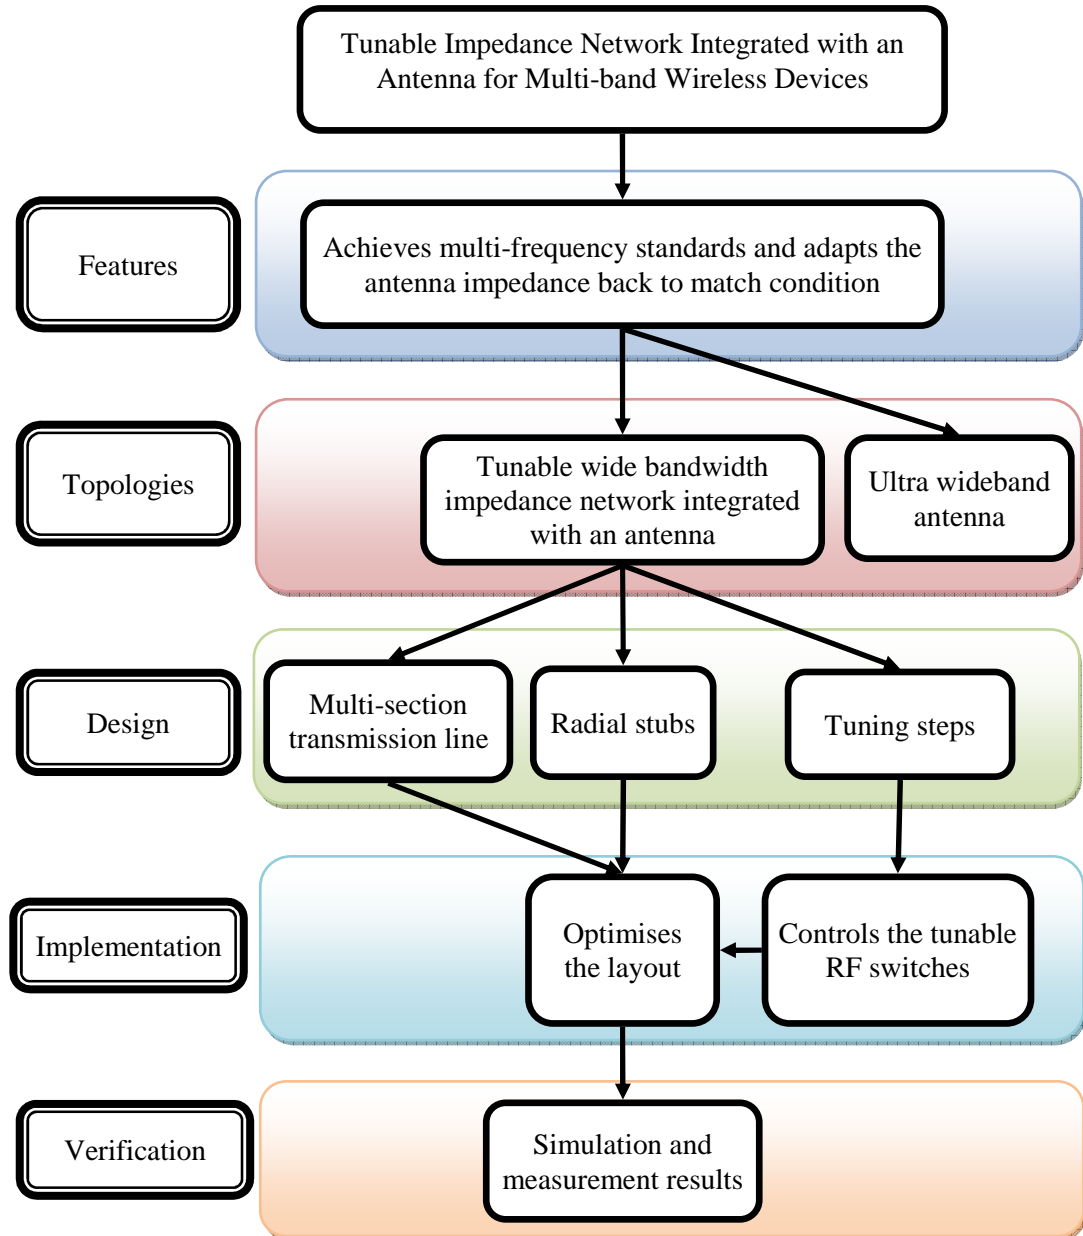 Tunable Impedance Network Integrated with an
Antenna for Multi-band Wireless Devices
Features
Achieves multi-frequency standards and adapts the
antenna impedance back to match condition
Topologies
Tunable wide bandwidth
impedance network integrated
with an antenna
Ultra wideband
antenna
Design
Multi-section
transmission line
Radial stubs
Tuning steps
Implementation
Optimises
the layout
Controls the tunable
RF switches
Verification
Simulation and
measurement results